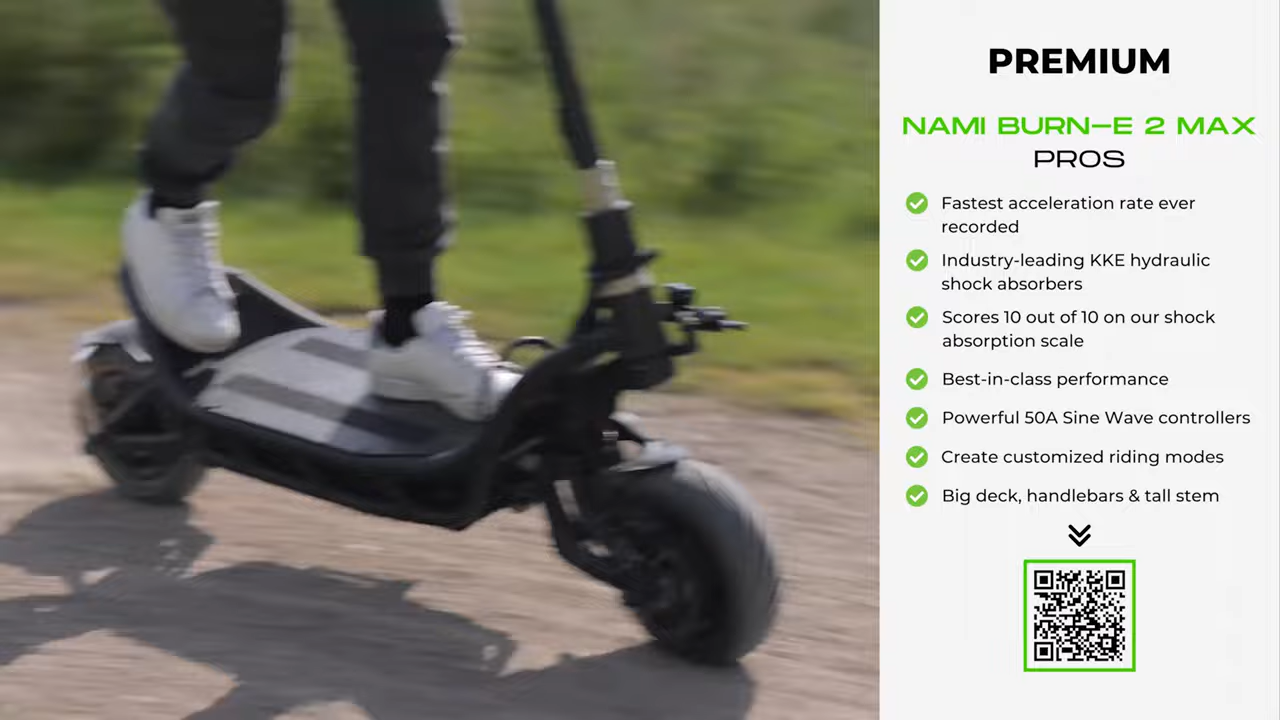 PREMIUM
NAMI BURN-E 2 MAX
PROS
Fastest acceleration rate ever
recorded
Industry-leading KKE hydraulic
shock absorbers
Scores 10 out of 10 on our shock
absorption scale
Best-in-class performance
Powerful 50A Sine Wave controllers
Create customized riding modes
Big deck, handlebars & tall stem